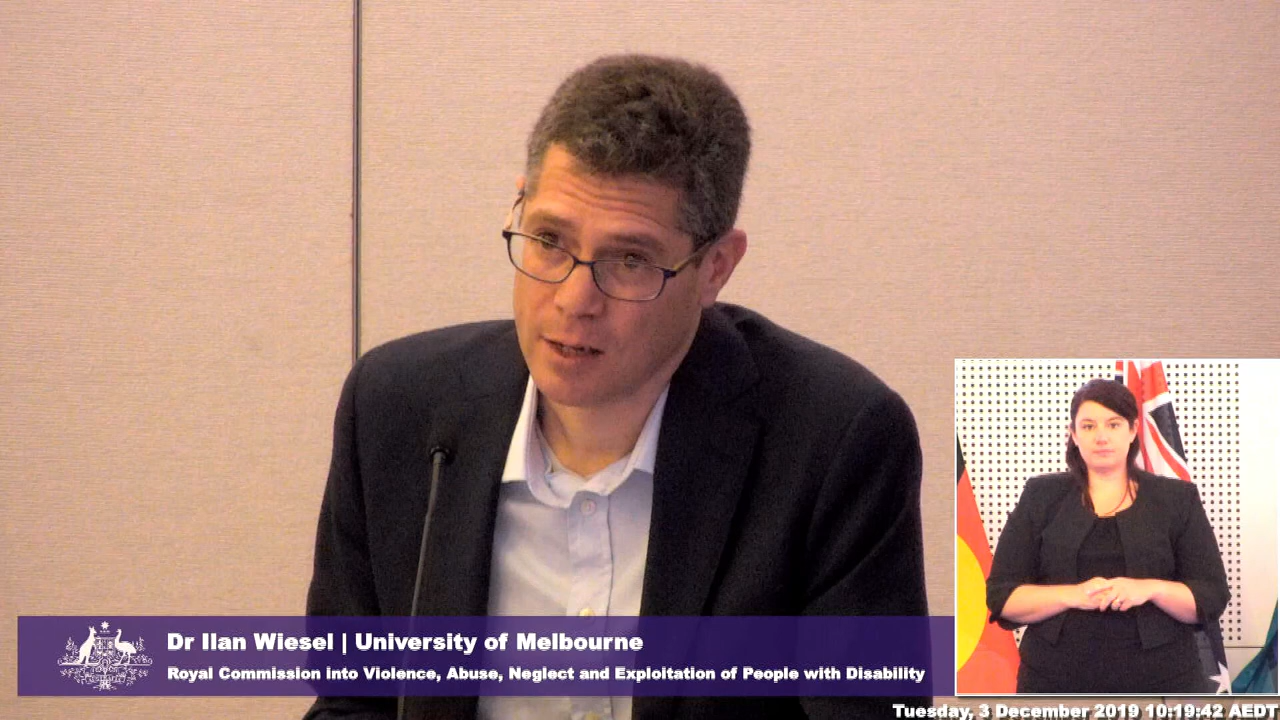 Dr Ilan Wiesel | University of Melbourne
Royal Commission into Violence, Abuse, Neglect and Exploitation of People with Disability
Tuesday, 3 December 2019 10:19:42 AEDT